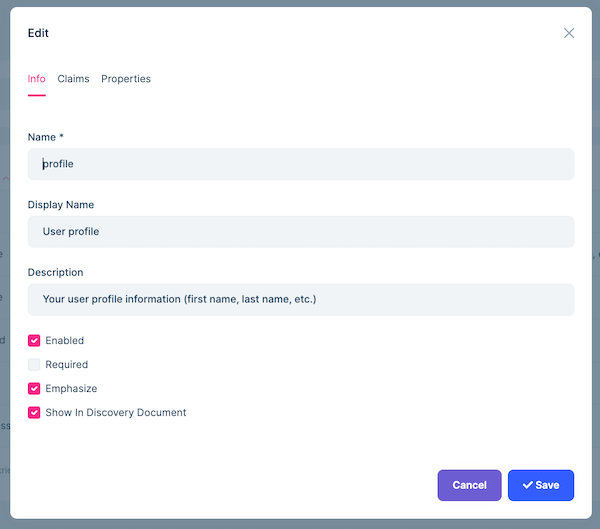 Edit
Info Claims Properties
Name *
profile
Display Name
User profile
Description
Your user profile information (first name, last name, etc.)
Enabled
Required
Emphasize
Show In Discovery Document
Cancel Save